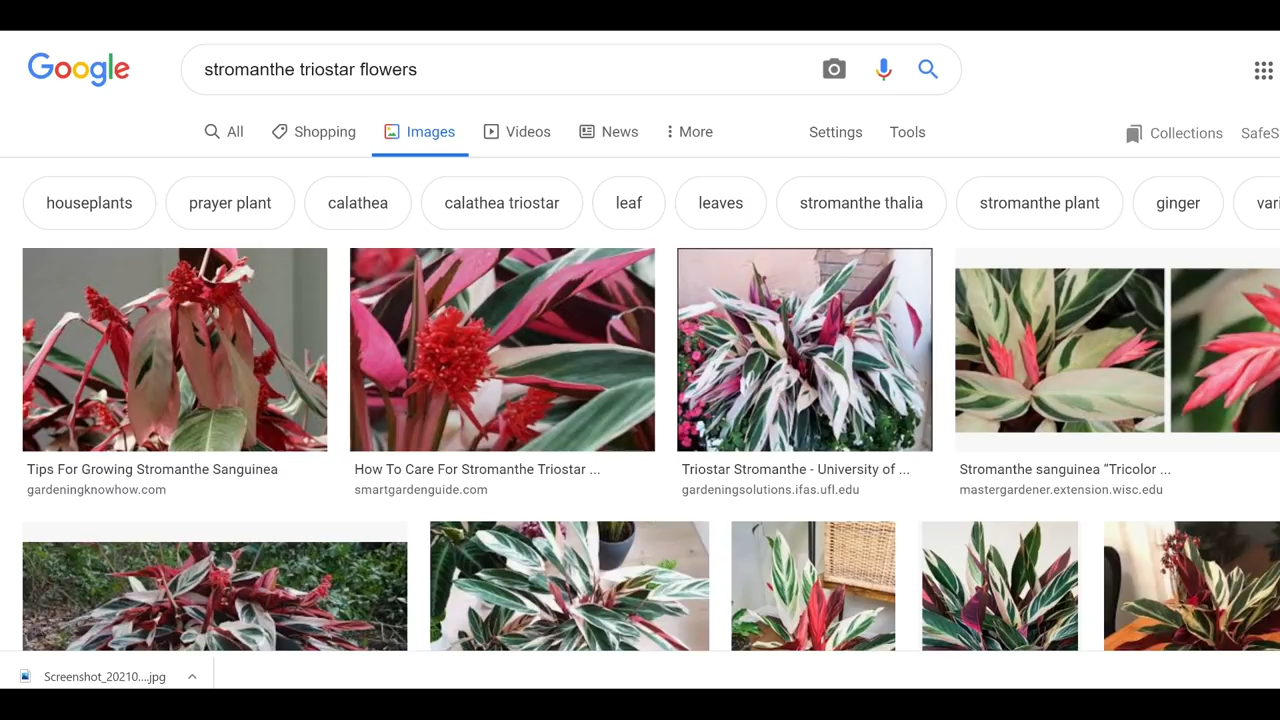 Google
stromanthe triostar flowers
All Shopping Images Videos News More Settings Tools Collections SafeS
houseplants prayer plant calathea calathea triostar leaf leaves stromanthe thalia stromanthe plant ginger vari
Tips For Growing Stromanthe Sanguinea
gardeningknowhow.com
How To Care For Stromanthe Triostar ...
smartgardenguide.com
Triostar Stromanthe - University of ...
gardeningsolutions.ifas.ufl.edu
Stromanthe sanguinea “Tricolor ...
mastergardener.extension.wisc.edu
Screenshot_20210....jpg